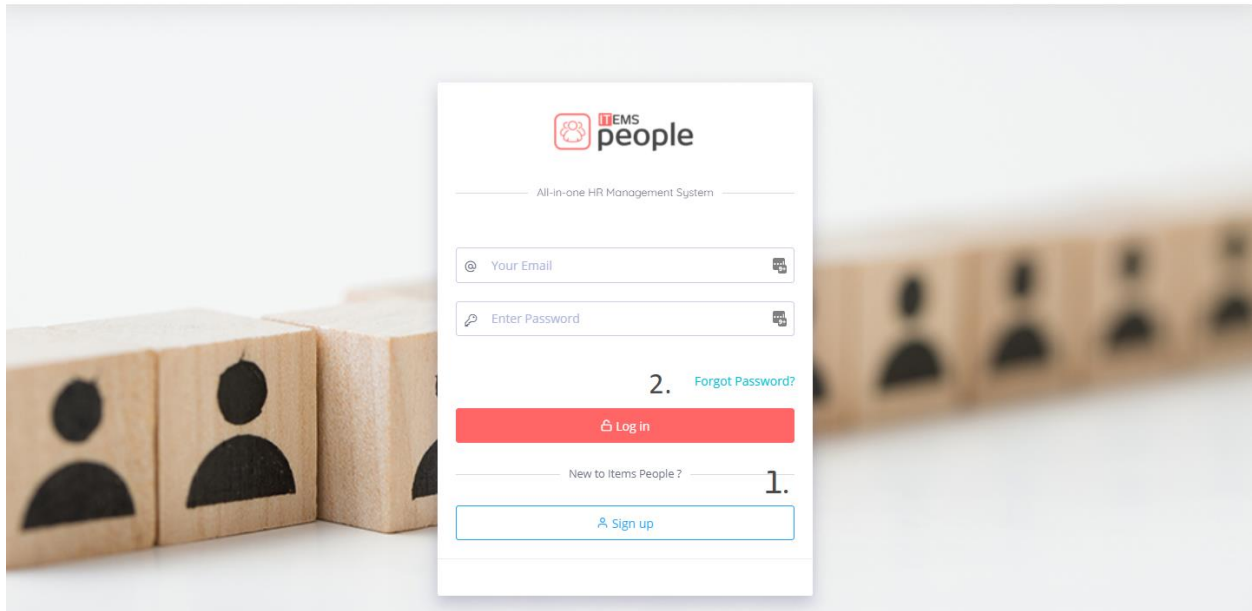 ITEMS
people
All-in-one HR Management System
@ Your Email
Enter Password
2. Forgot Password?
Log in
New to Items People ?
1.
Sign up